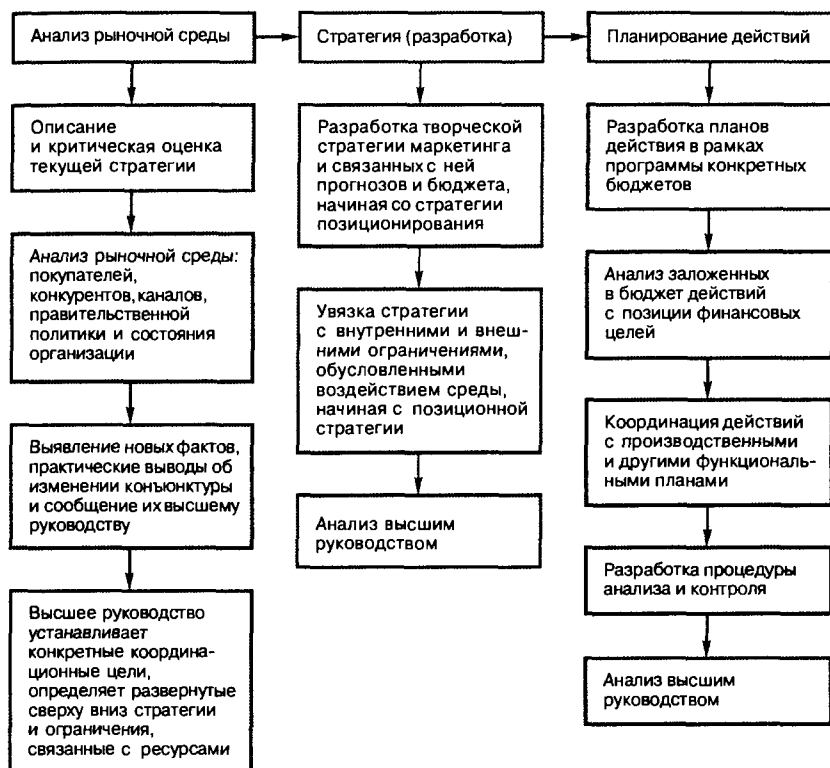 Анализ рыночной среды
Стратегия (разработка)
Планирование действий
Описание
и критическая оценка
текущей стратегии
Анализ рыночной среды:
покупателей,
конкурентов, каналов,
правительственной
политики и состояния
организации
Выявление новых фактов,
практические выводы об
изменении конъюнктуры
и сообщение их высшему
руководству
Высшее руководство
устанавливает
конкретные координа-
ционные цели,
определяет развернутые
сверху вниз стратегии
и ограничения,
связанные с ресурсами
Разработка творческой
стратегии маркетинга
и связанных с ней
прогнозов и бюджета,
начиная со стратегии
позиционирования
Увязка стратегии
с внутренними и внеш-
ними ограничениями,
обусловленными
воздействием среды,
начиная с позиционной
стратегии
Анализ высшим
руководством
Разработка планов
действия в рамках
программы конкретных
бюджетов
Анализ заложенных
в бюджет действий
с позиции финансовых
целей
Координация действий
с производственными
и другими функциональ-
ными планами
Разработка процедуры
анализа и контроля
Анализ высшим
руководством